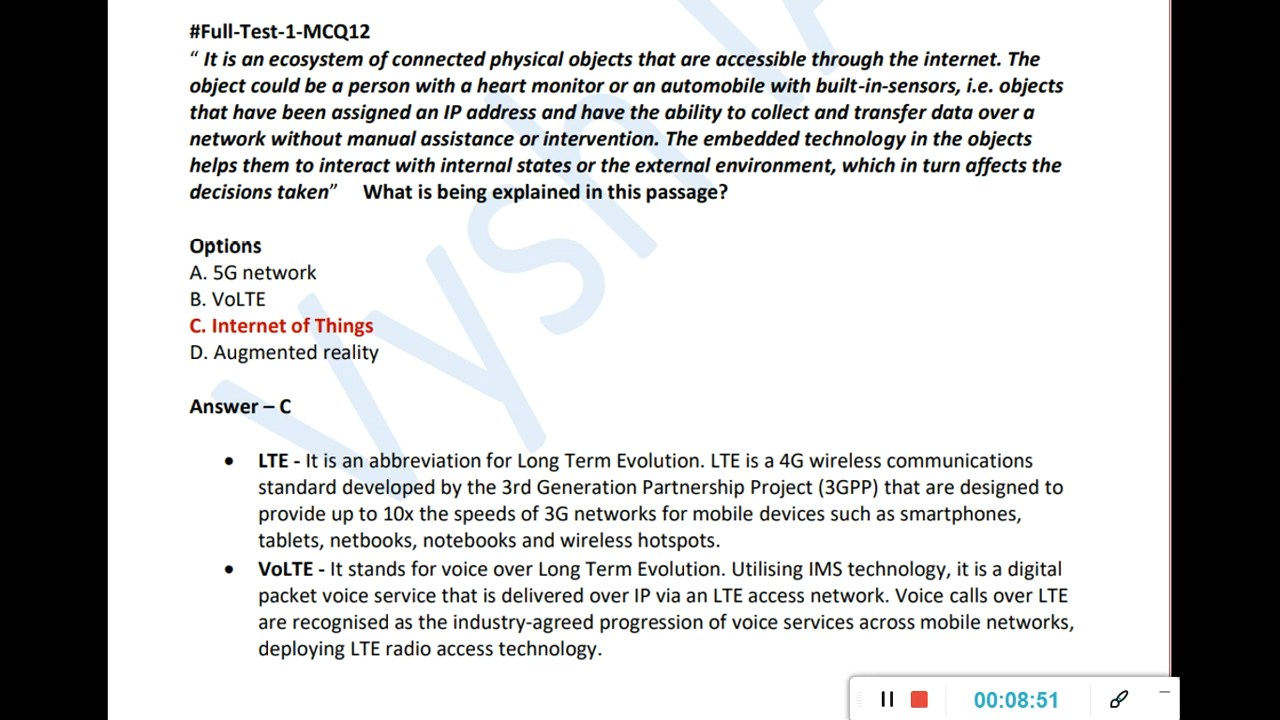 #Full-Test-1-MCQ12
“ It is an ecosystem of connected physical objects that are accessible through the internet. The
object could be a person with a heart monitor or an automobile with built-in-sensors, i.e. objects
that have been assigned an IP address and have the ability to collect and transfer data over a
network without manual assistance or intervention. The embedded technology in the objects
helps them to interact with internal states or the external environment, which in turn affects the
decisions taken” What is being explained in this passage?
Options
A. 5G network
B. VoLTE
C. Internet of Things
D. Augmented reality
Answer – C
• LTE - It is an abbreviation for Long Term Evolution. LTE is a 4G wireless communications
standard developed by the 3rd Generation Partnership Project (3GPP) that are designed to
provide up to 10x the speeds of 3G networks for mobile devices such as smartphones,
tablets, netbooks, notebooks and wireless hotspots.
• VoLTE - It stands for voice over Long Term Evolution. Utilising IMS technology, it is a digital
packet voice service that is delivered over IP via an LTE access network. Voice calls over LTE
are recognised as the industry-agreed progression of voice services across mobile networks,
deploying LTE radio access technology.
00:08:51